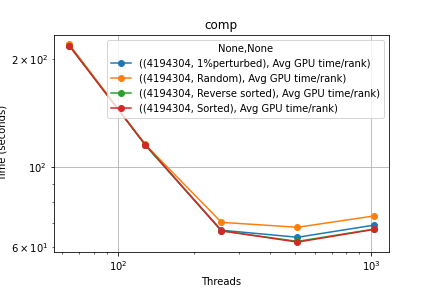 comp
None,None
((4194304, 1%perturbed), Avg GPU time/rank)
((4194304, Random), Avg GPU time/rank)
((4194304, Reverse sorted), Avg GPU time/rank)
((4194304, Sorted), Avg GPU time/rank)
2 × 10²
10²
6 × 10¹
(seconds)
10² 10³
Threads